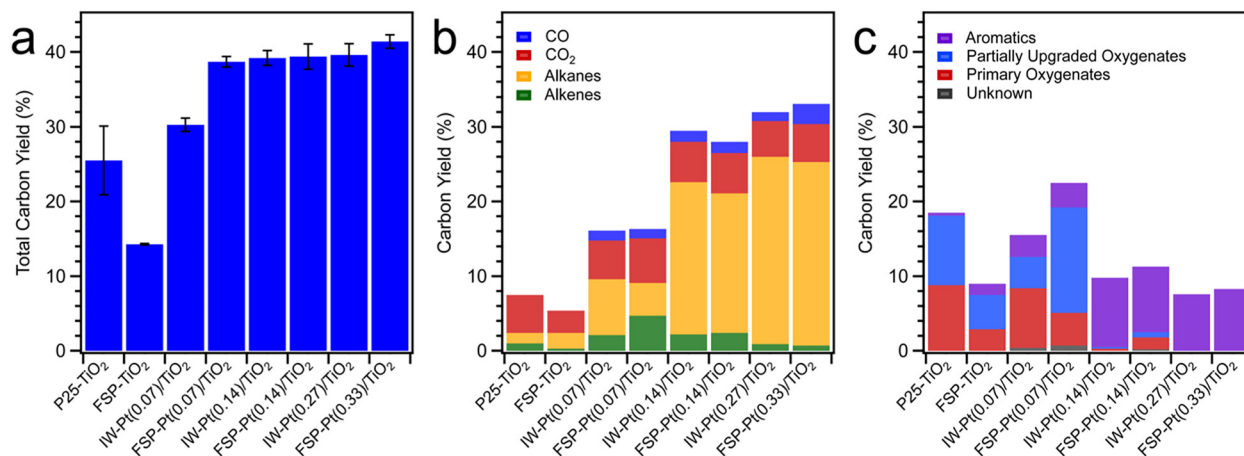 a
Total Carbon Yield (%)
40
30
20
10
0
P25-TiO2
FSP-TiO2
IW-Pt(0.07)/TiO2
FSP-Pt(0.07)/TiO2
IW-Pt(0.14)/TiO2
FSP-Pt(0.14)/TiO2
IW-Pt(0.27)/TiO2
FSP-Pt(0.33)/TiO2
b
Carbon Yield (%)
40
30
20
10
0
CO
CO2
Alkanes
Alkenes
P25-TiO2
FSP-TiO2
IW-Pt(0.07)/TiO2
FSP-Pt(0.07)/TiO2
IW-Pt(0.14)/TiO2
FSP-Pt(0.14)/TiO2
IW-Pt(0.27)/TiO2
FSP-Pt(0.33)/TiO2
c
Carbon Yield (%)
40
30
20
10
0
Aromatics
Partially Upgraded Oxygenates
Primary Oxygenates
Unknown
P25-TiO2
FSP-TiO2
IW-Pt(0.07)/TiO2
FSP-Pt(0.07)/TiO2
IW-Pt(0.14)/TiO2
FSP-Pt(0.14)/TiO2
IW-Pt(0.27)/TiO2
FSP-Pt(0.33)/TiO2